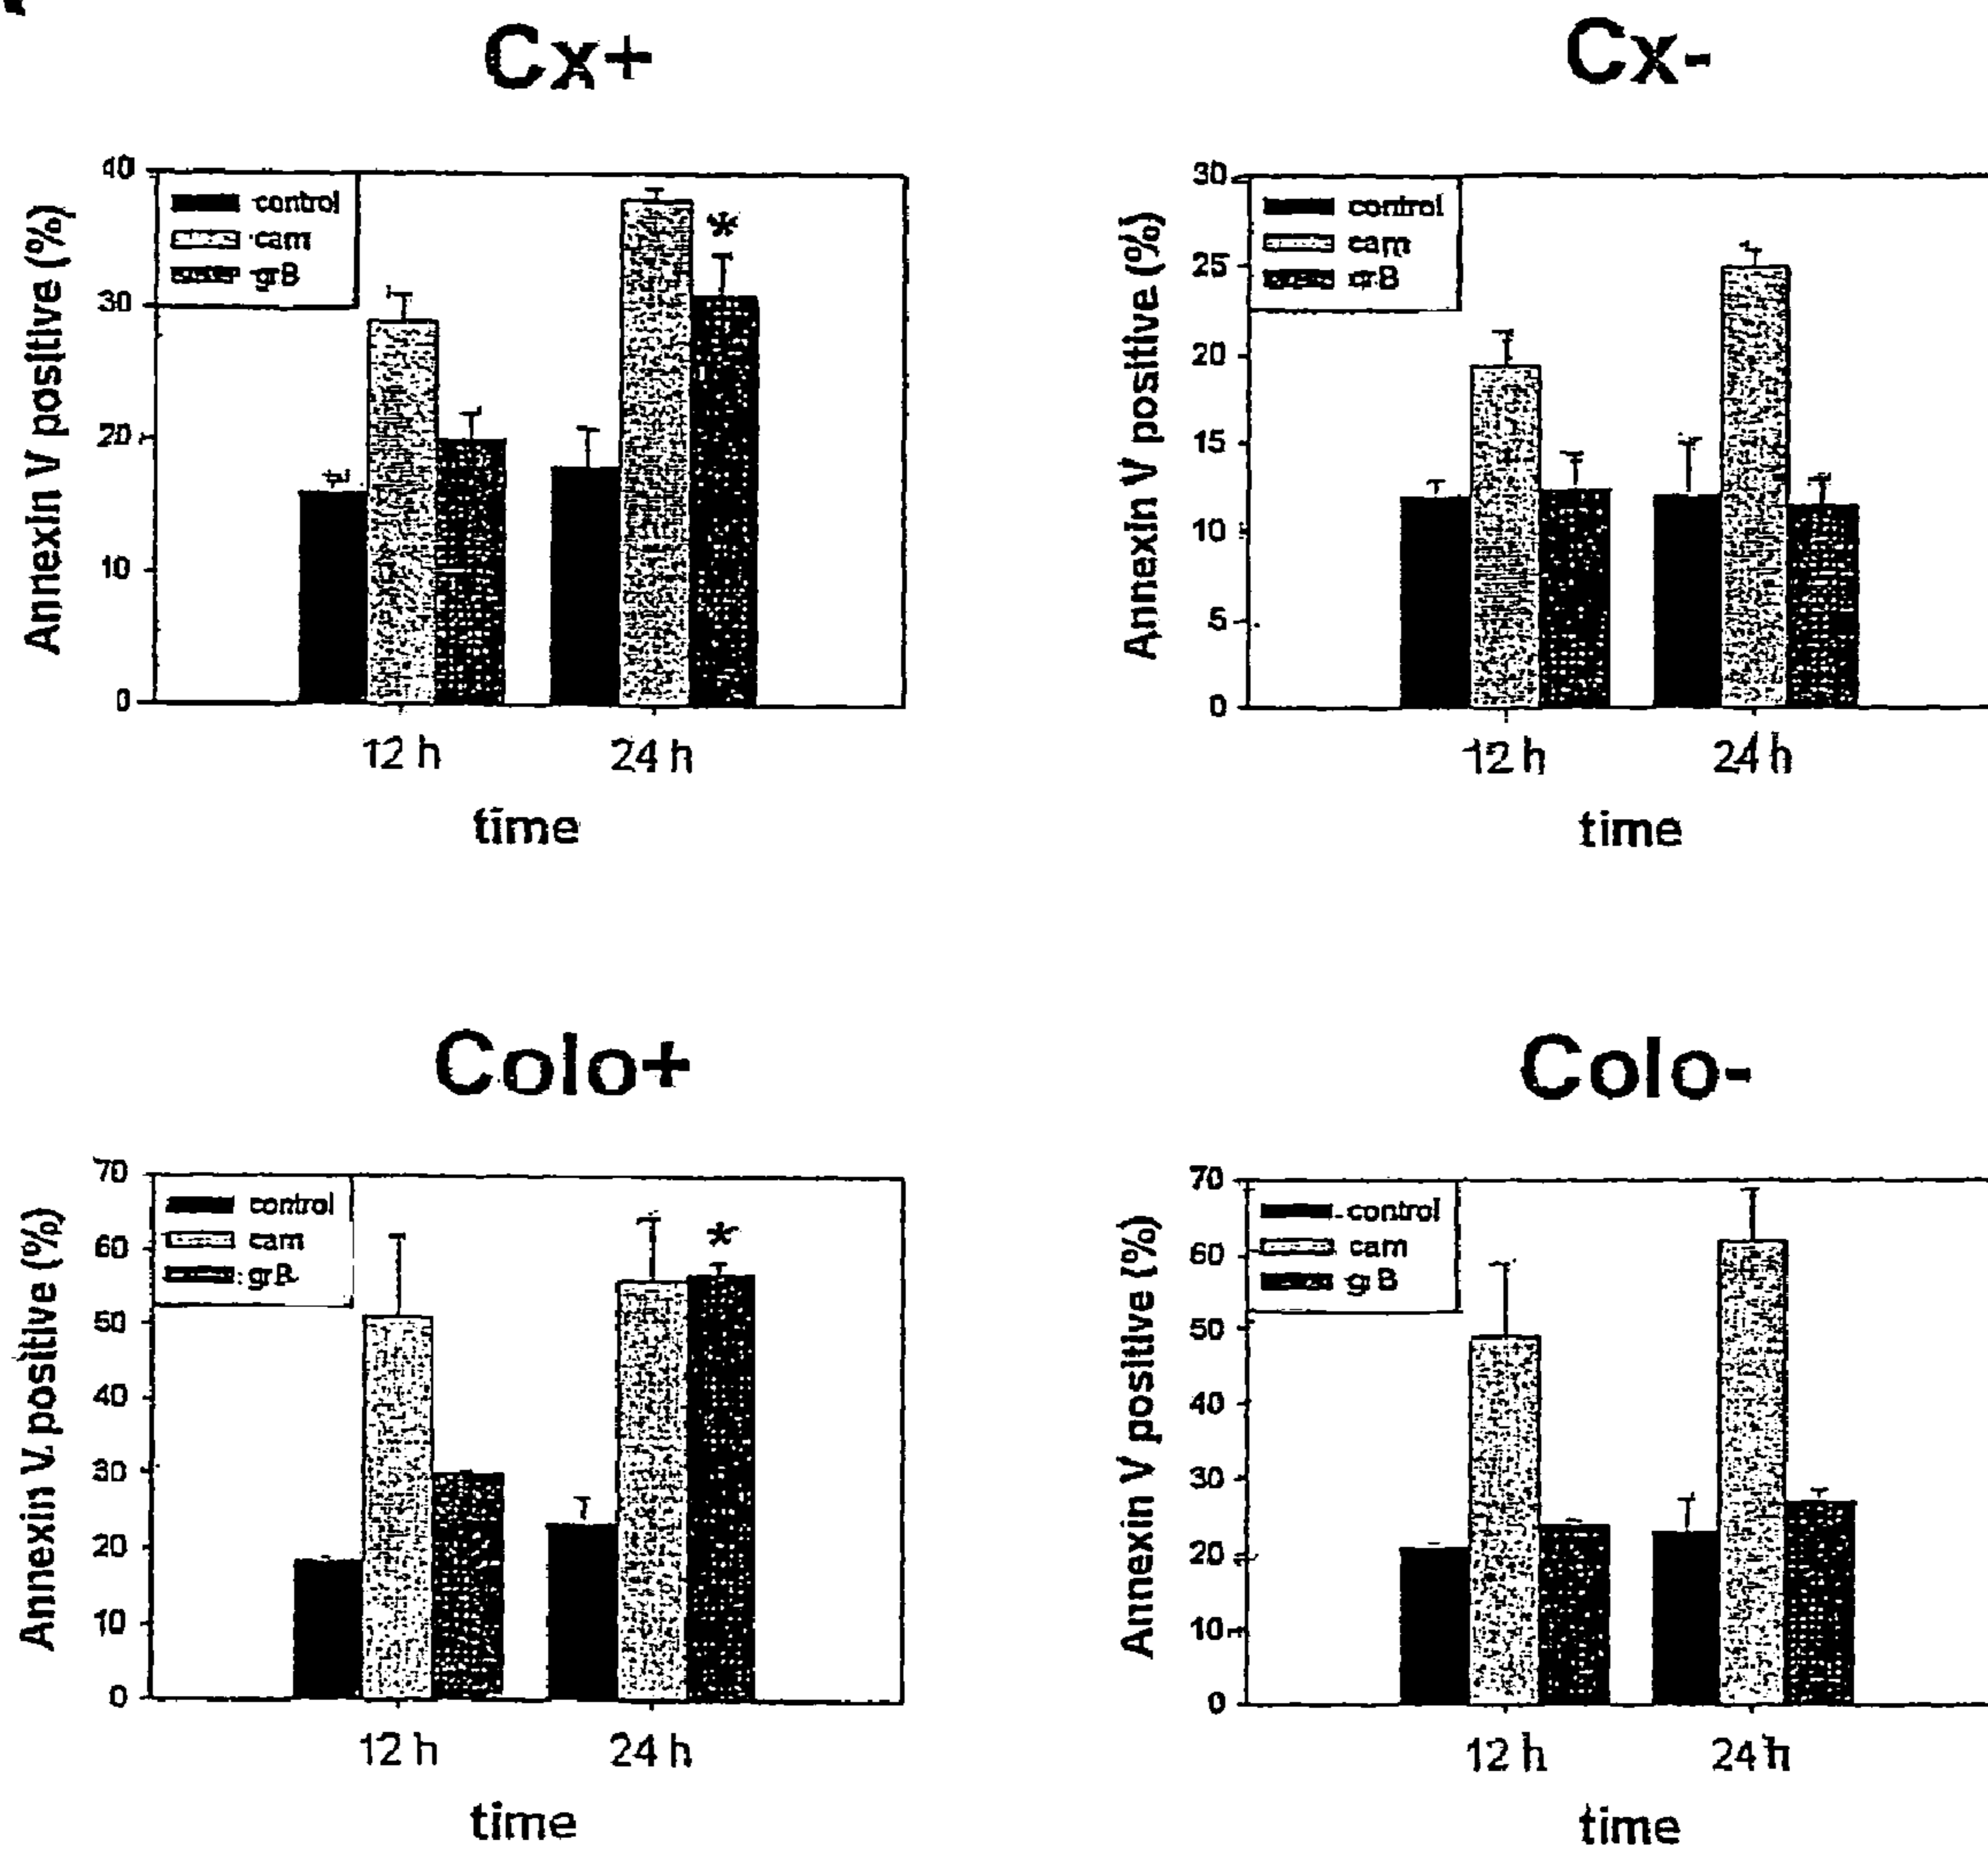 Cx+
40
30
20
10
0
Annexin V positive (%)
control
cam
grB
*
12 h
24 h
time
Cx-
30
25
20
15
10
5
0
Annexin V positive (%)
control
cam
grB
12 h
24 h
time
Colo+
70
60
50
40
30
20
10
0
Annexin V positive (%)
control
cam
grB
*
12 h
24 h
time
Colo-
70
60
50
40
30
20
10
0
Annexin V positive (%)
control
cam
grB
12 h
24 h
time